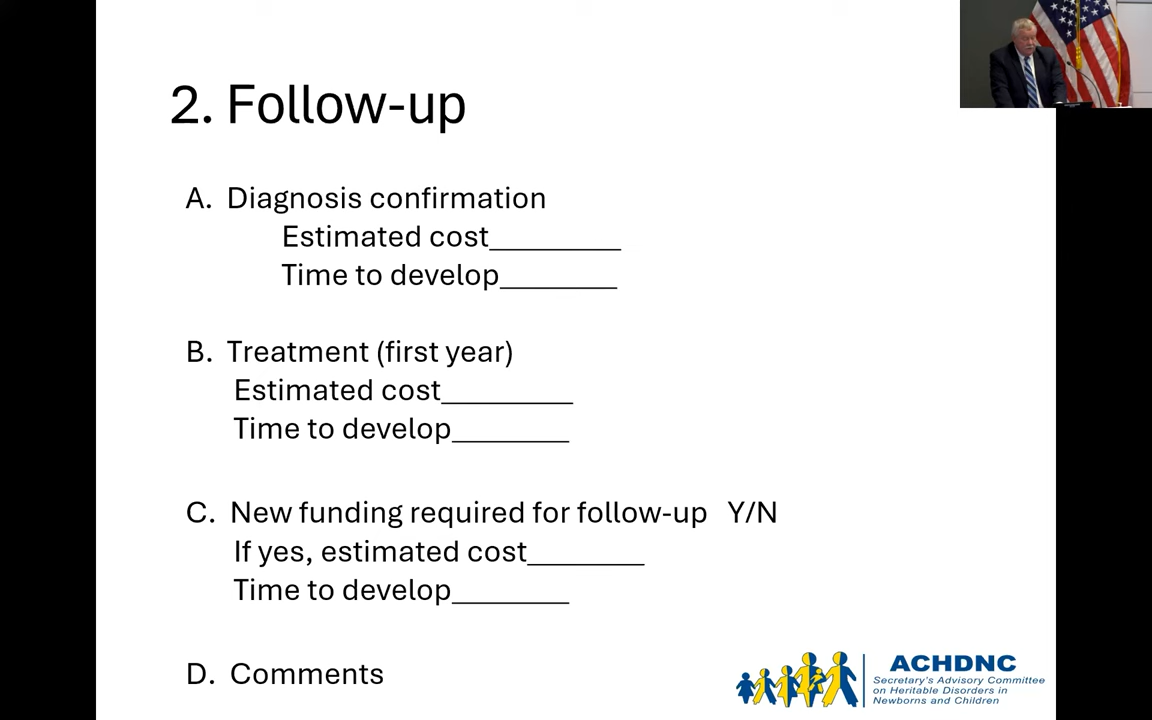 2. Follow-up
A. Diagnosis confirmation
Estimated cost_________
Time to develop________
B. Treatment (first year)
Estimated cost_________
Time to develop________
C. New funding required for follow-up Y/N
If yes, estimated cost________
Time to develop________
D. Comments
ACHDNC
Secretary's Advisory Committee
on Heritable Disorders in
Newborns and Children